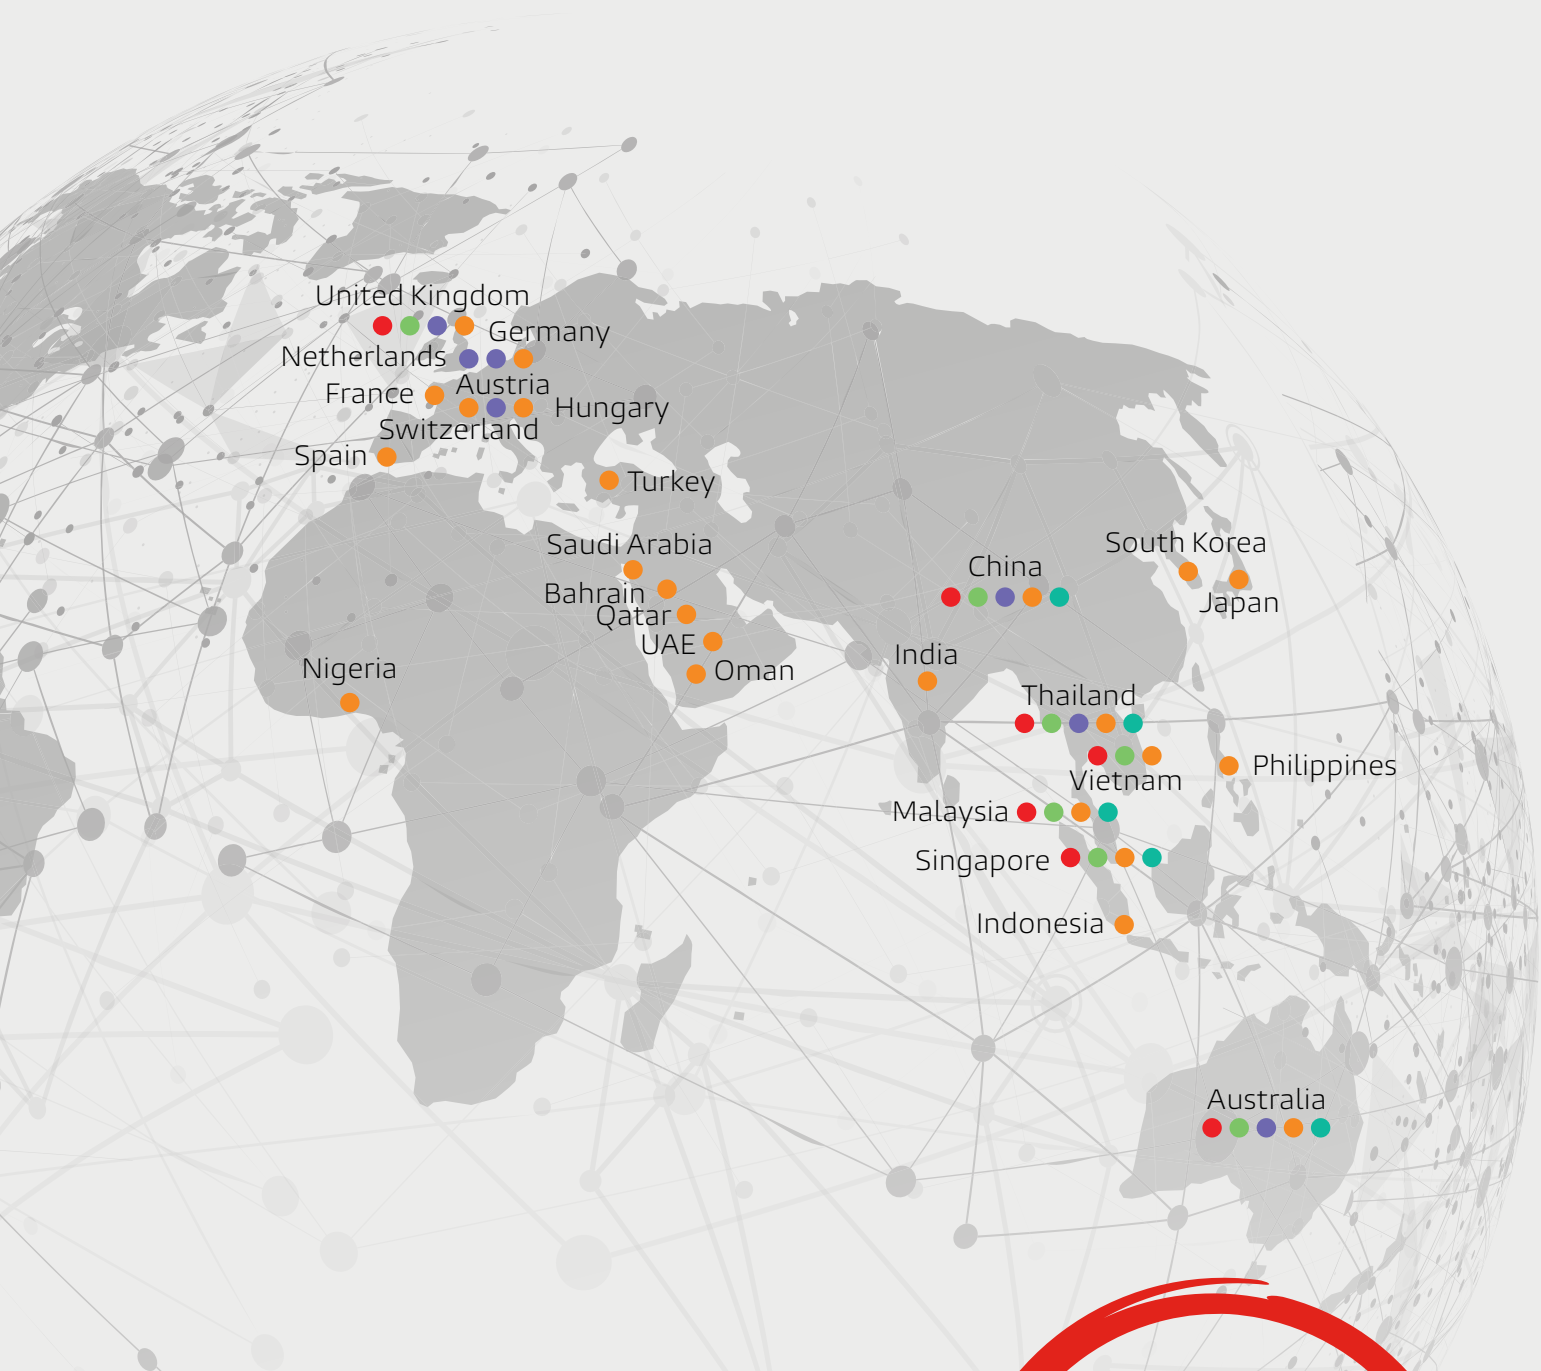 United Kingdom
Germany
Netherlands
France
Austria
Hungary
Switzerland
Spain
Turkey
Saudi Arabia
South Korea
China
Bahrain
Japan
Qatar
UAE
India
Nigeria
Oman
Thailand
Philippines
Vietnam
Malaysia
Singapore
Indonesia
Australia